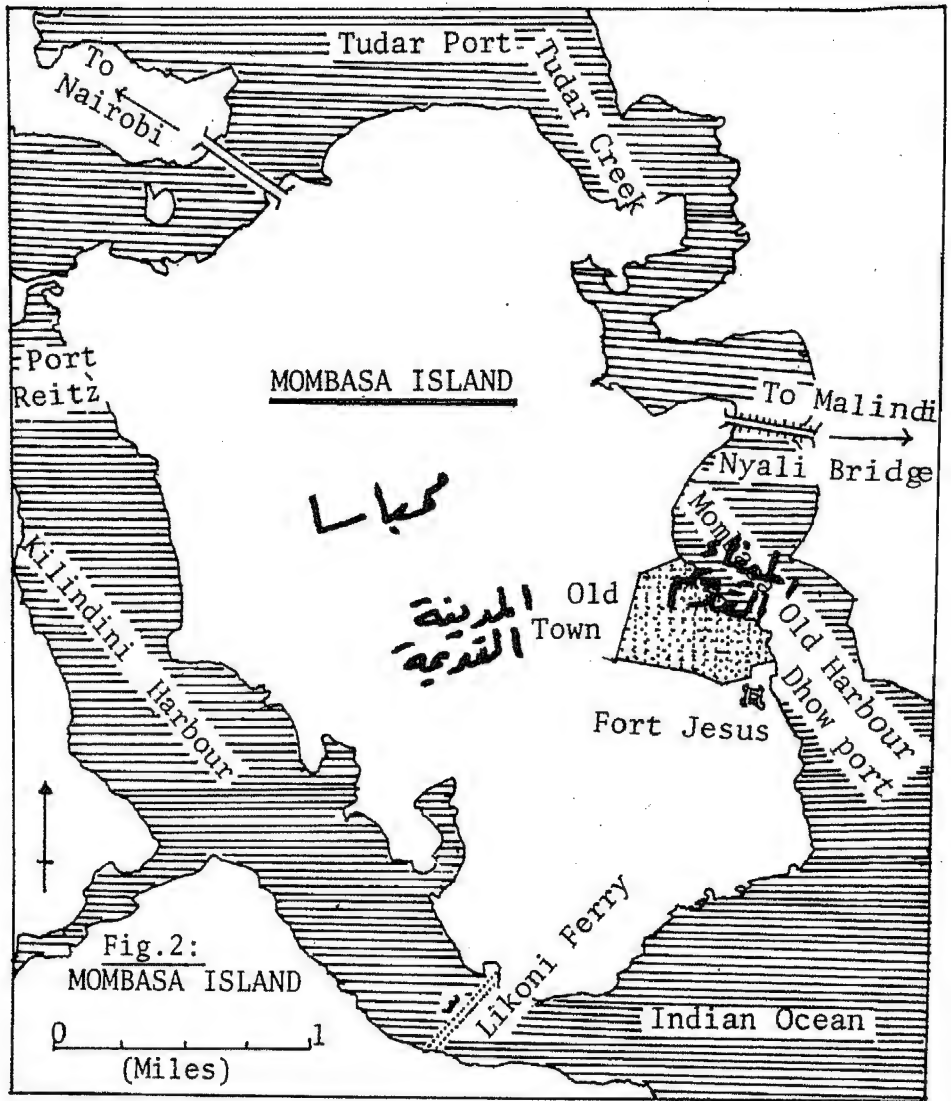 Tudar Port
To
Nairobi
Tudar Creek
Port
Reitz
MOMBASA ISLAND
To Malindi
Nyali Bridge
ممباسا
Kilindini Harbour
المدينة
القديمة
Old
Town
الميناء
القديم
Old Harbour
Dhow port
Fort Jesus
Likoni Ferry
Fig.2:
MOMBASA ISLAND
0 1
(Miles)
Indian Ocean